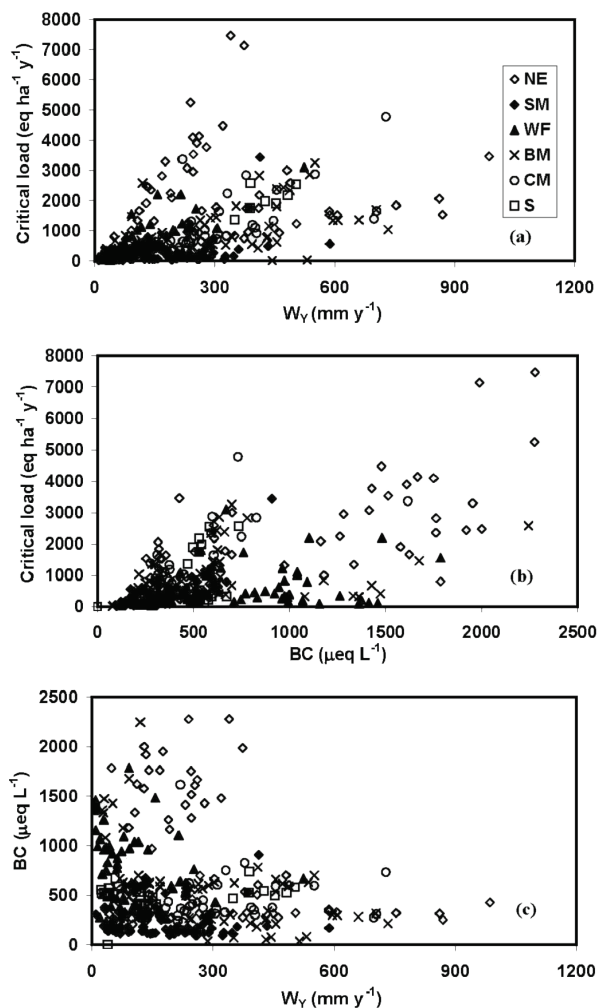 8000
7000
6000
5000
4000
3000
2000
1000
0
Critical load (eq ha⁻¹ y⁻¹)
NE
SM
WF
BM
CM
S
(a)
0 300 600 900 1200
W_Y (mm y⁻¹)
8000
7000
6000
5000
4000
3000
2000
1000
0
Critical load (eq ha⁻¹ y⁻¹)
(b)
0 500 1000 1500 2000 2500
BC (µeq L⁻¹)
2500
2000
1500
1000
500
0
BC (µeq L⁻¹)
(c)
0 300 600 900 1200
W_Y (mm y⁻¹)